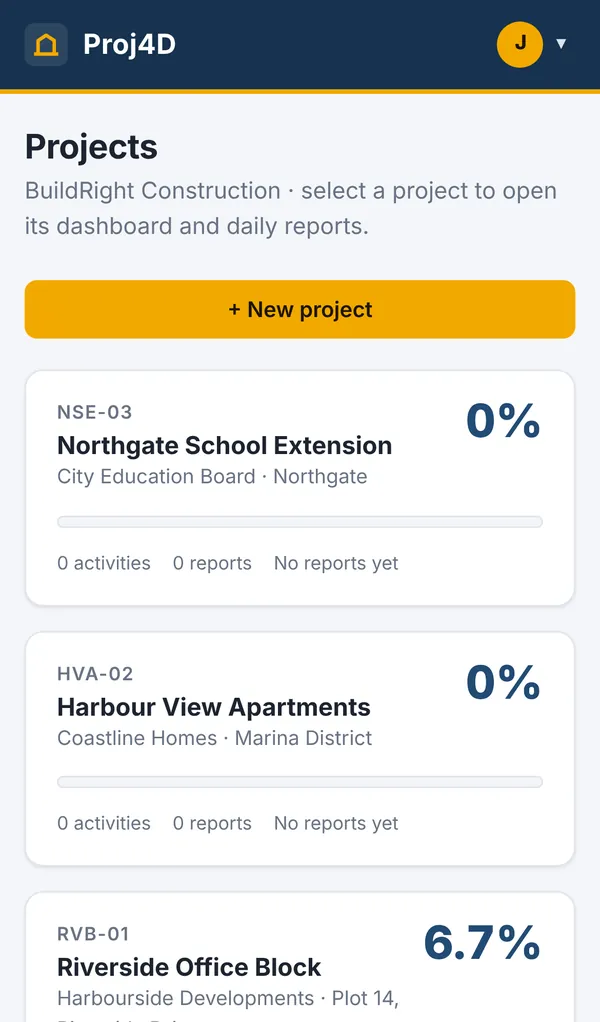 Proj4D
J ▼
Projects
BuildRight Construction · select a project to open
its dashboard and daily reports.
+ New project
NSE-03
0%
Northgate School Extension
City Education Board · Northgate
0 activities 0 reports No reports yet
HVA-02
0%
Harbour View Apartments
Coastline Homes · Marina District
0 activities 0 reports No reports yet
RVB-01
6.7%
Riverside Office Block
Harbourside Developments · Plot 14,